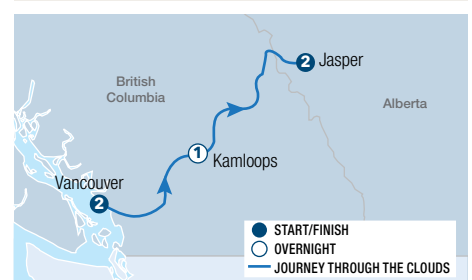 2 Jasper
British
Columbia
Alberta
1 Kamloops
Vancouver
2
START/FINISH
OVERNIGHT
JOURNEY THROUGH THE CLOUDS